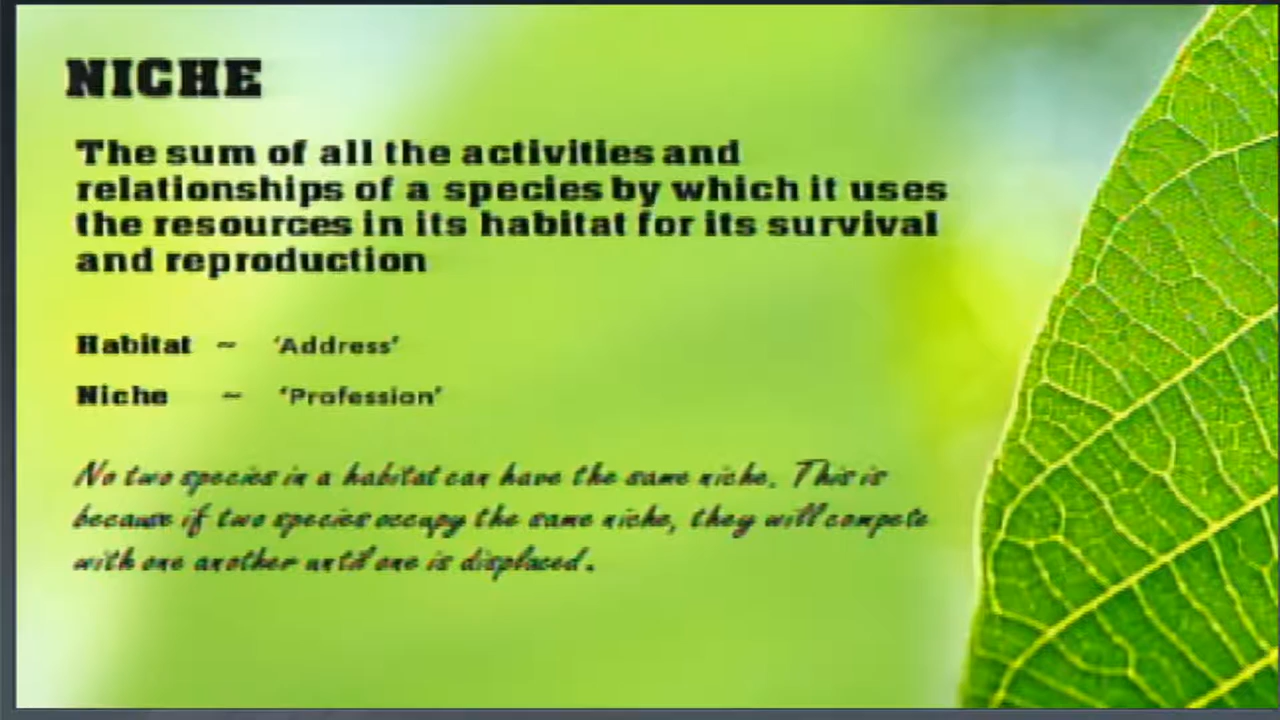 NICHE
The sum of all the activities and
relationships of a species by which it uses
the resources in its habitat for its survival
and reproduction
Habitat ~ ‘Address’
Niche ~ ‘Profession’
No two species in a habitat can have the same niche. This is
because if two species occupy the same niche, they will compete
with one another until one is displaced.